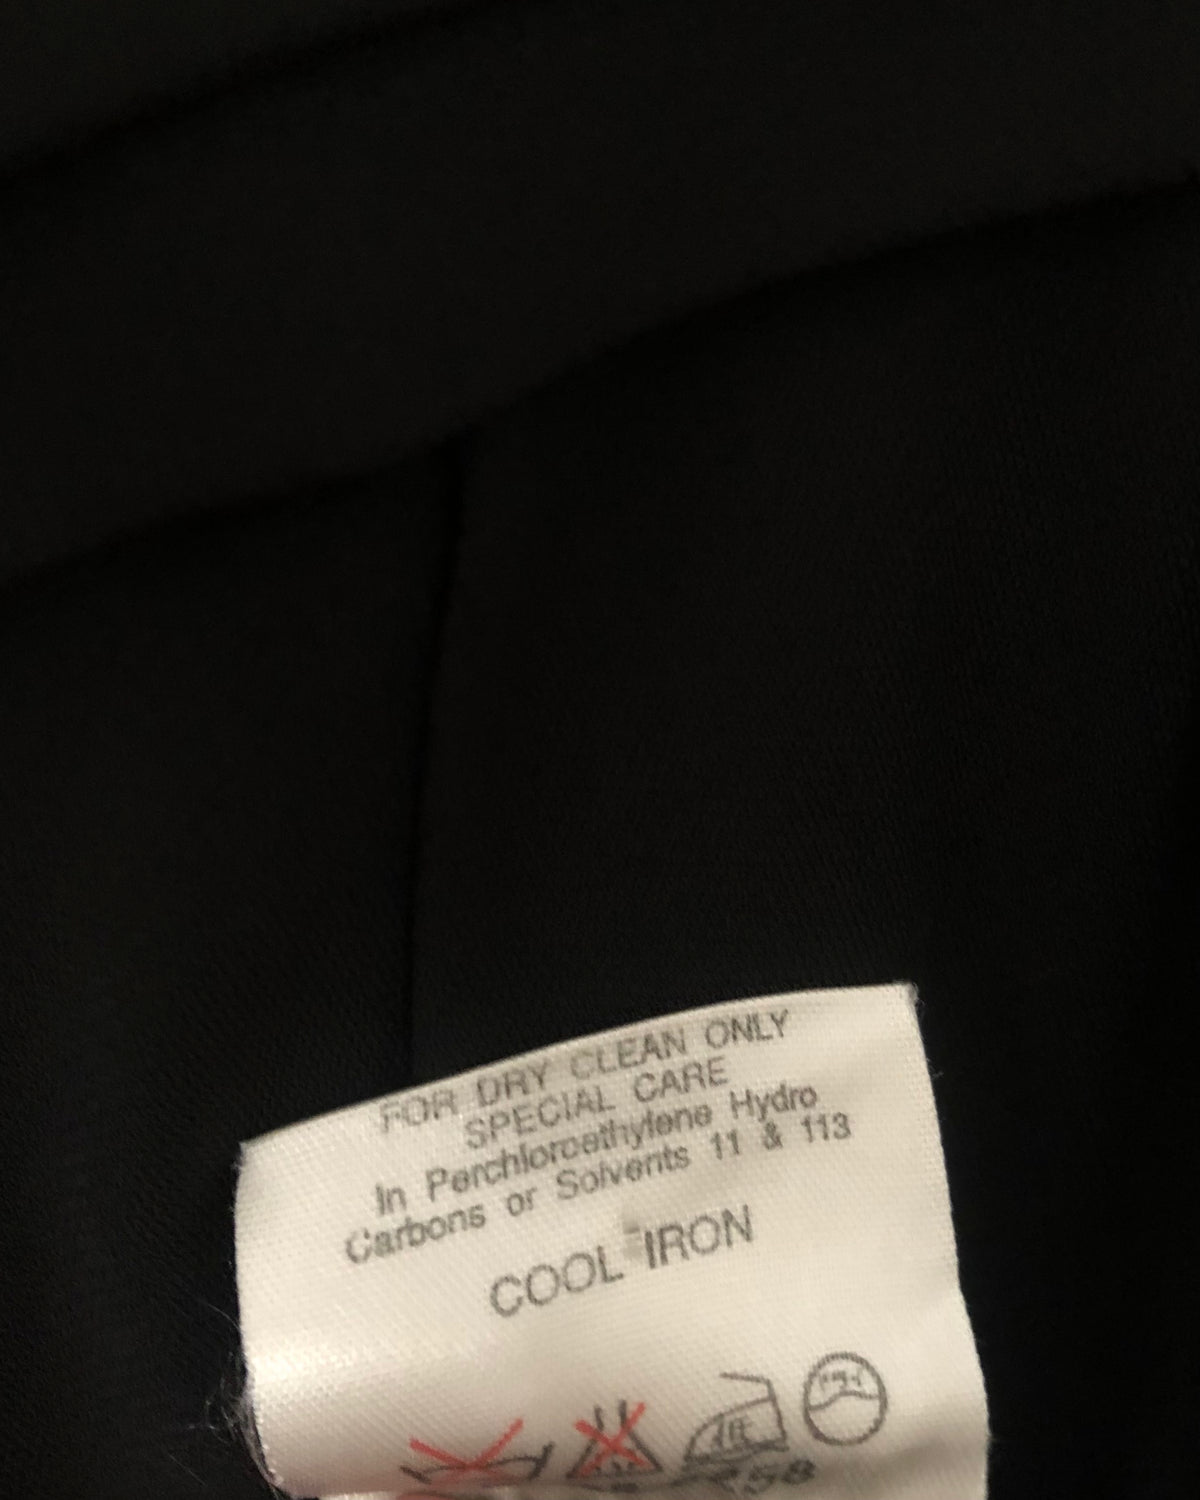 FOR DRY CLEAN ONLY
SPECIAL CARE
In Perchloroethylene Hydro
Carbons or Solvents 11 & 113
COOL IRON